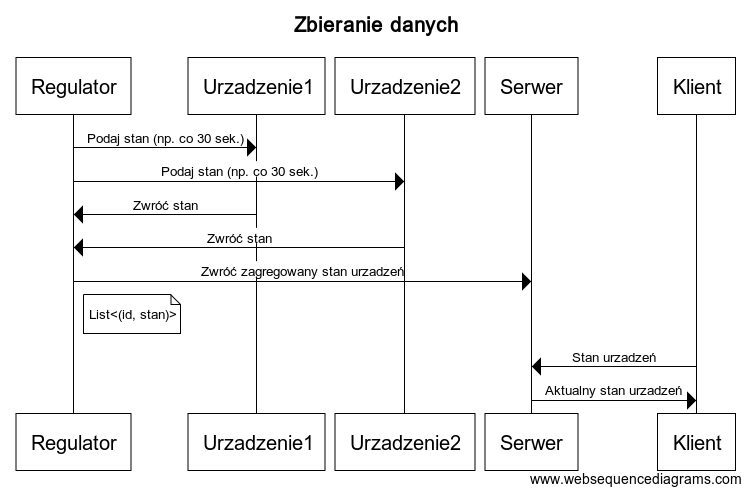 Zbieranie danych
Regulator
Urzadzenie1
Urzadzenie2
Serwer
Klient
Podaj stan (np. co 30 sek.)
Podaj stan (np. co 30 sek.)
Zwróć stan
Zwróć stan
Zwróć zagregowany stan urzadzeń
List<(id, stan)>
Stan urzadzeń
Aktualny stan urzadzeń
Regulator
Urzadzenie1
Urzadzenie2
Serwer
Klient
www.websequencediagrams.com